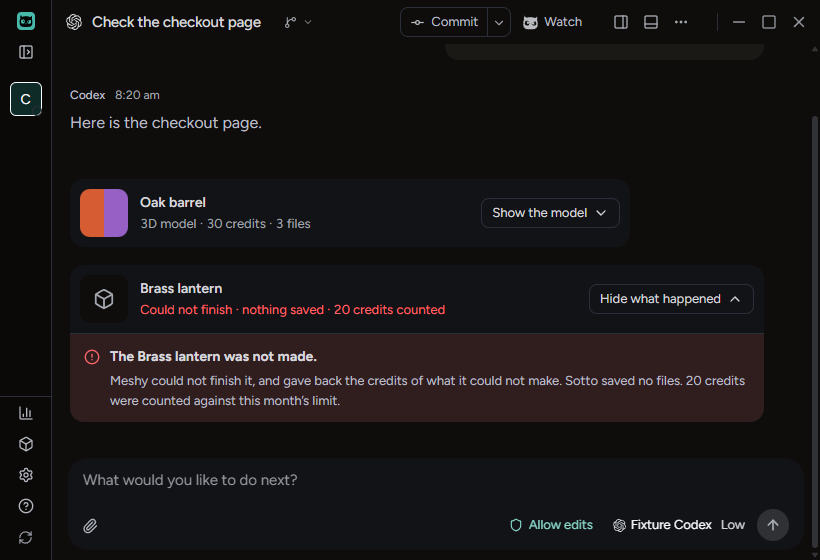 Check the checkout page
Commit
Watch
C
Codex 8:20 am
Here is the checkout page.
Oak barrel
3D model · 30 credits · 3 files
Show the model
Brass lantern
Could not finish · nothing saved · 20 credits counted
Hide what happened
The Brass lantern was not made.
Meshy could not finish it, and gave back the credits of what it could not make. Sotto saved no files. 20 credits
were counted against this month’s limit.
What would you like to do next?
Allow edits
Fixture Codex Low